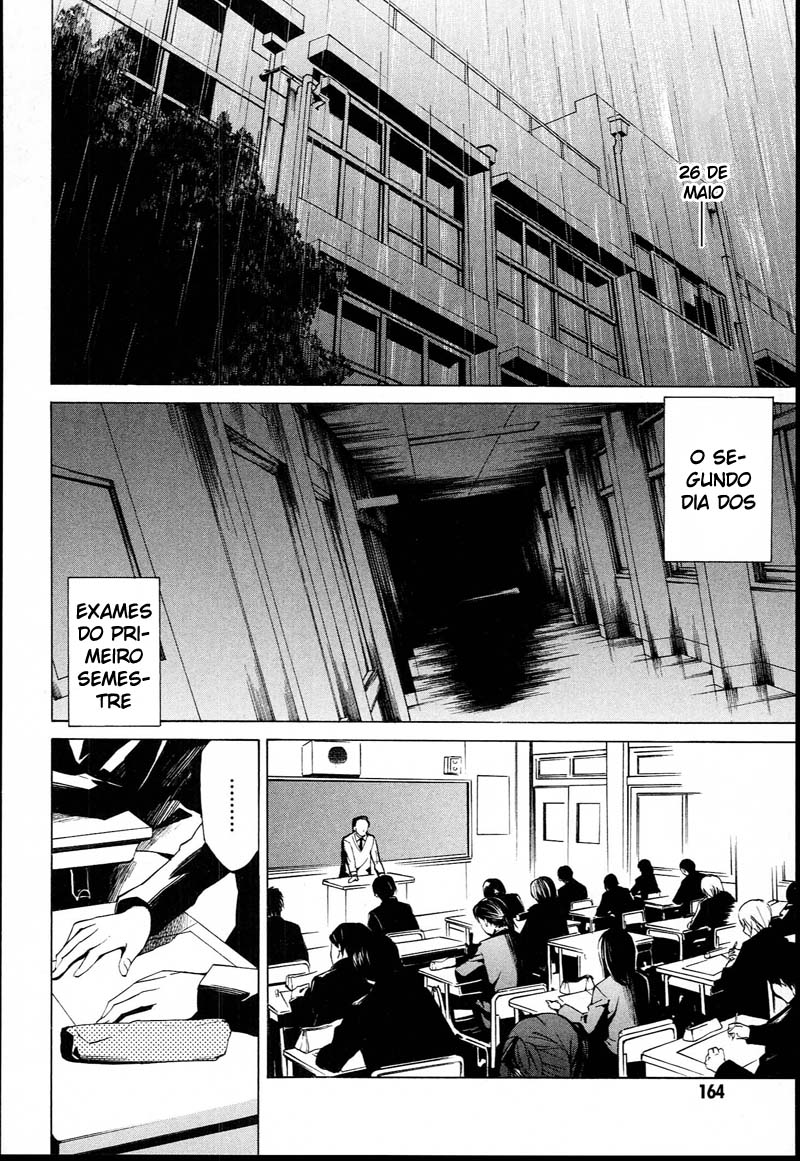 26 DE
MAIO
O SE-
GUNDO
DIA DOS
EXAMES
DO PRI-
MEIRO
SEMES-
TRE
.........
164